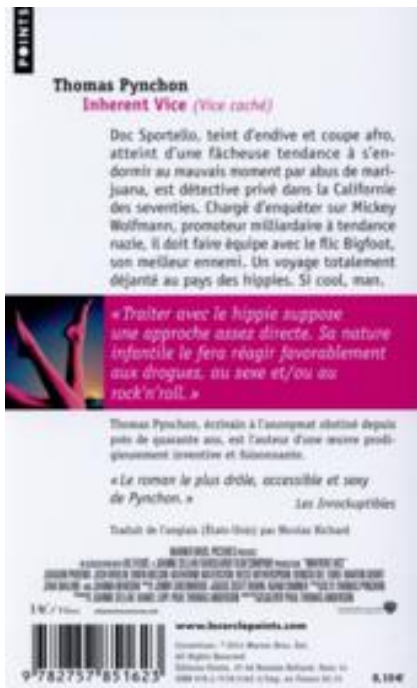 POINTS
Thomas Pynchon
Inherent Vice (Vice caché)
Doc Sportello, teint d'endive et coupe afro,
atteint d'une fâcheuse tendance à s'en-
dormir au mauvais moment par abus de mari-
juana, est détective privé dans la Californie
des seventies. Chargé d'enquêter sur Mickey
Wolfmann, promoteur milliardaire à tendance
nazie, il doit faire équipe avec le flic Bigfoot,
son meilleur ennemi. Un voyage totalement
déjanté au pays des hippies. Si cool, man.
«Traiter avec le hippie suppose
une approche assez directe. Sa nature
infantile le fera réagir favorablement
aux drogues, au sexe et/ou au
rock'n'roll.»
Thomas Pynchon, écrivain à l'anonymat obstiné depuis
près de quarante ans, est l'auteur d'une œuvre prodi-
gieusement inventive et foisonnante.
«Le roman le plus drôle, accessible et sexy
de Pynchon.»
Les Inrockuptibles
Traduit de l'anglais (États-Unis) par Nicolas Richard
www.lecerclepoints.com
9 782757 851623
8,10€